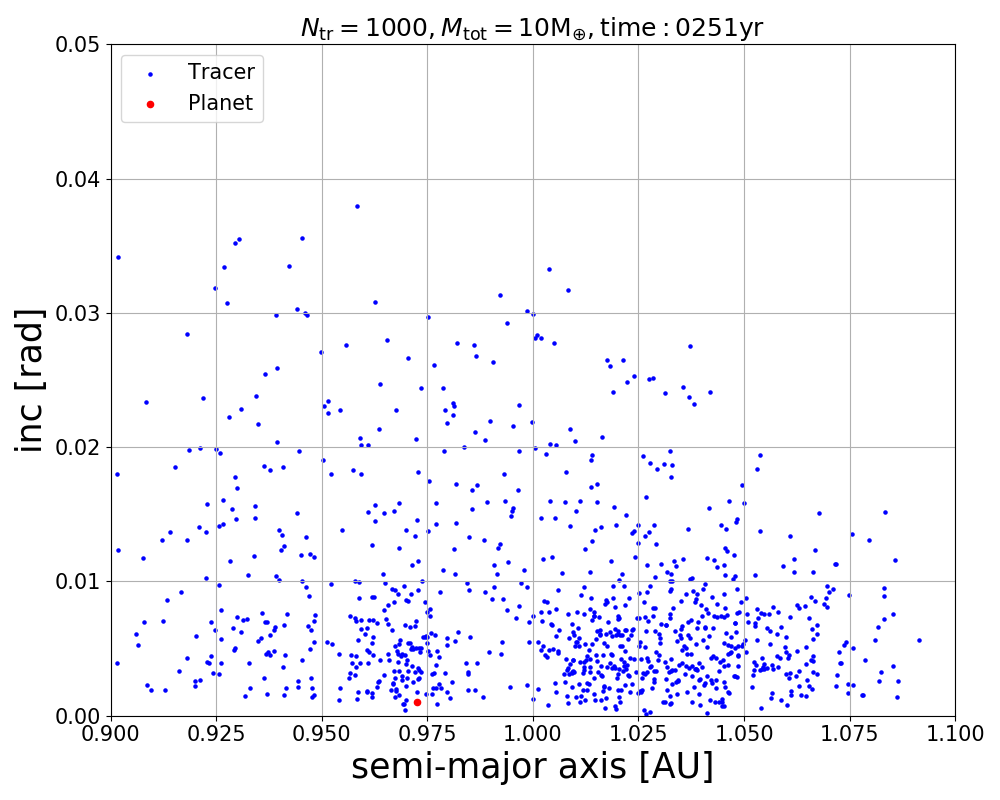 N_tr = 1000, M_tot = 10M_⊕, time : 0251yr
Tracer
Planet
0.05
0.04
0.03
0.02
0.01
0.00
inc [rad]
0.900 0.925 0.950 0.975 1.000 1.025 1.050 1.075 1.100
semi-major axis [AU]